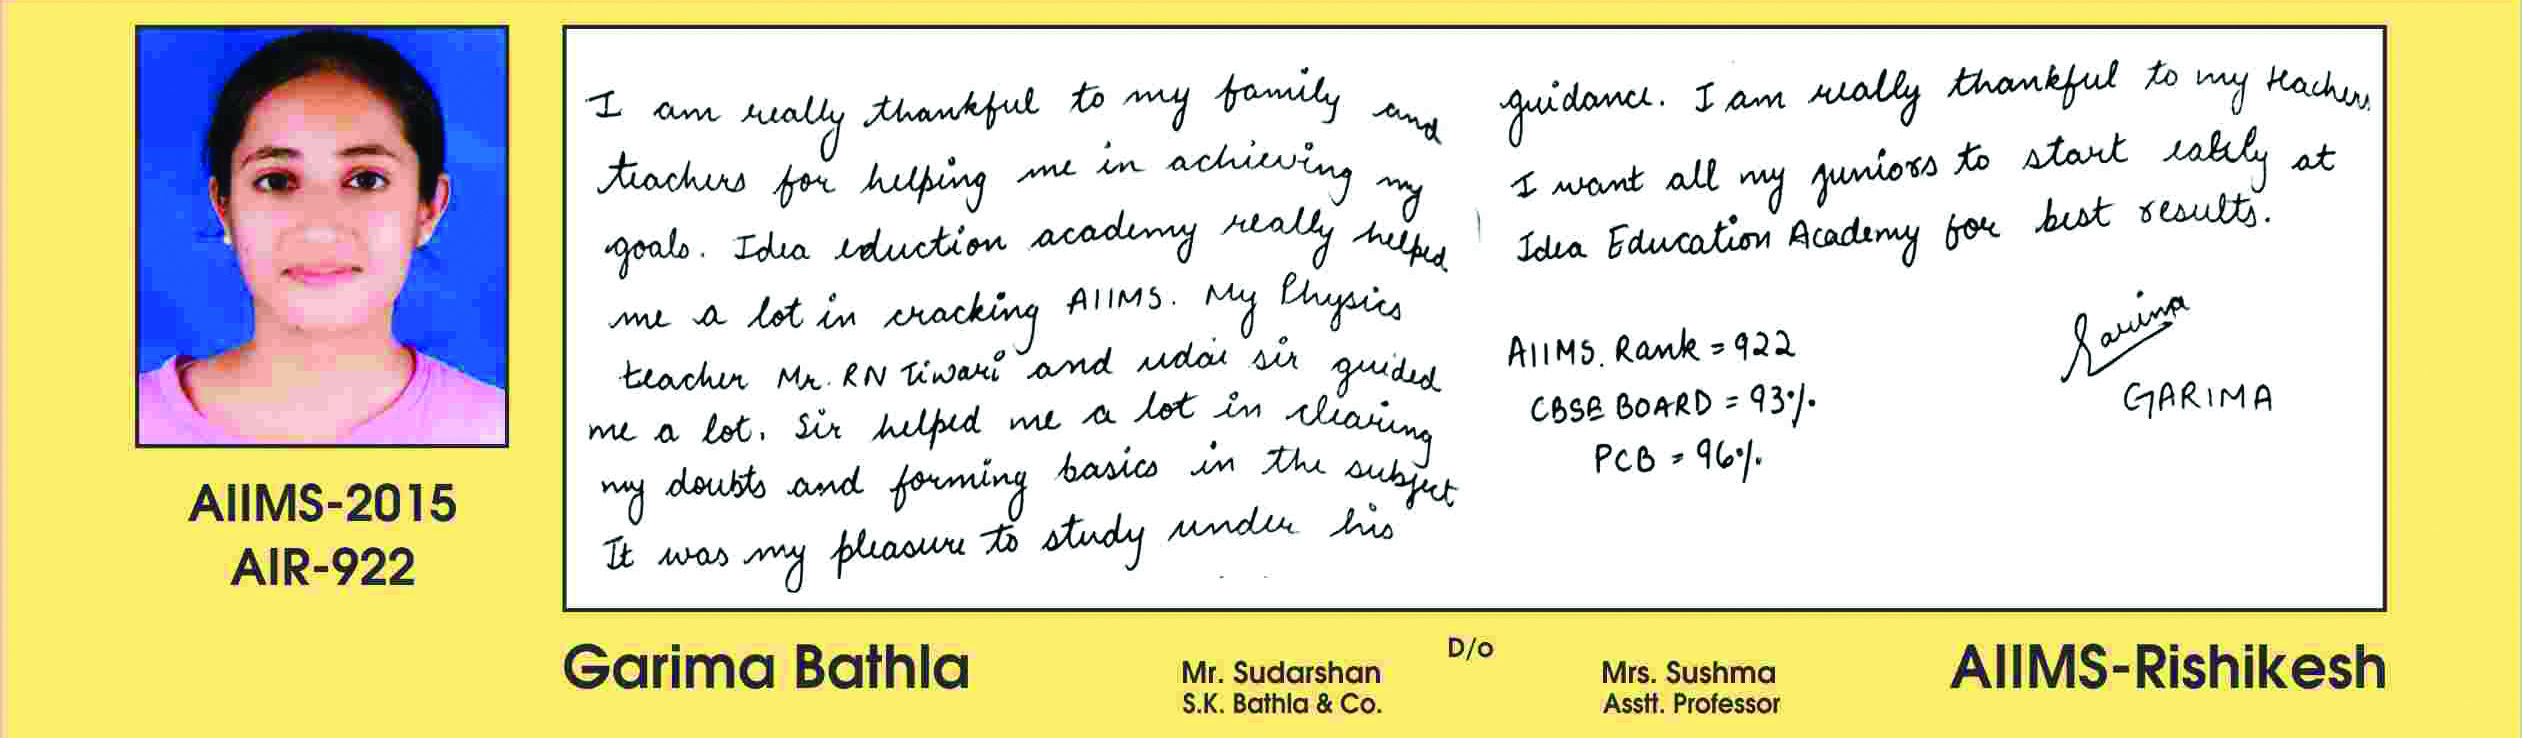 I am really thankful to my family and
teachers for helping me in achieving my
goals. Idea eduction academy really helped
me a lot in cracking AIIMS. My Physics
teacher Mr. RN Tiwari and udai sir guided
me a lot. Sir helped me a lot in clearing
my doubts and forming basics in the subject
It was my pleasure to study under his
guidance. I am really thankful to my teachers.
I want all my juniors to start early at
Idea Education Academy for best results.
AIIMS. Rank = 922
CBSE BOARD = 93%.
PCB = 96%.
Garima
GARIMA
AIIMS-2015
AIR-922
Garima Bathla
D/o
Mr. Sudarshan
S.K. Bathla & Co.
Mrs. Sushma
Asstt. Professor
AIIMS-Rishikesh